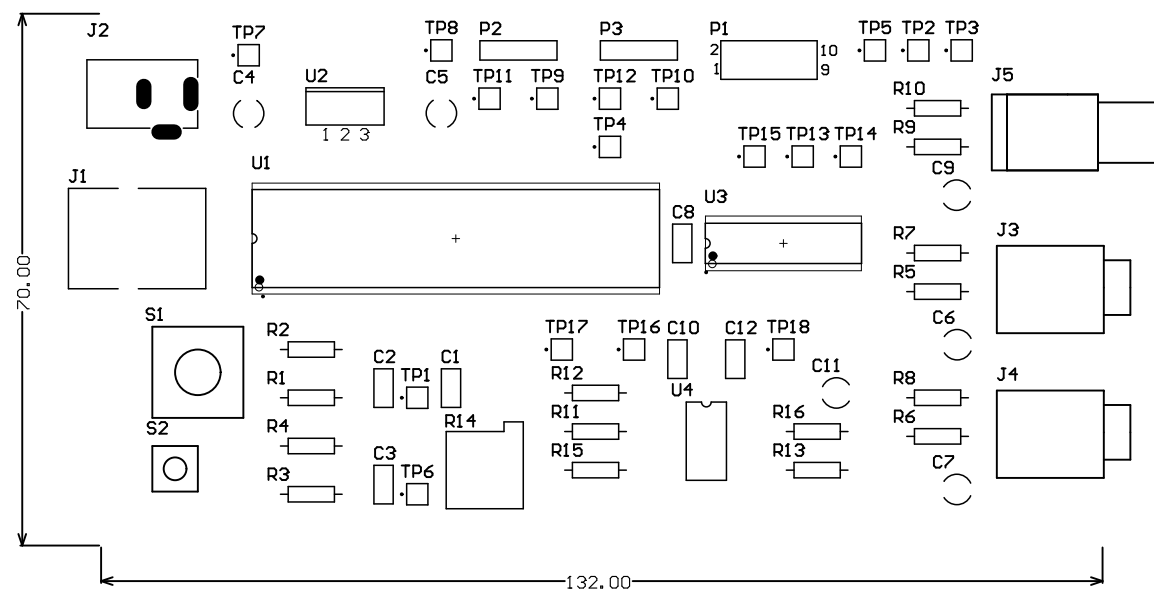 J2
TP7
TP8
P2
P3
P1
TP5
TP2
TP3
2
10
1
9
C4
U2
C5
TP11
TP9
TP12
TP10
J5
R10
1 2 3
TP4
R9
TP15
TP13
TP14
U1
C9
J1
U3
C8
R7
J3
R5
70.00
S1
C6
R2
TP17
TP16
C10
C12
TP18
C2
C1
C11
R1
TP1
R12
U4
R8
J4
S2
R4
R14
R11
R16
R6
C3
R15
R13
C7
R3
TP6
132.00